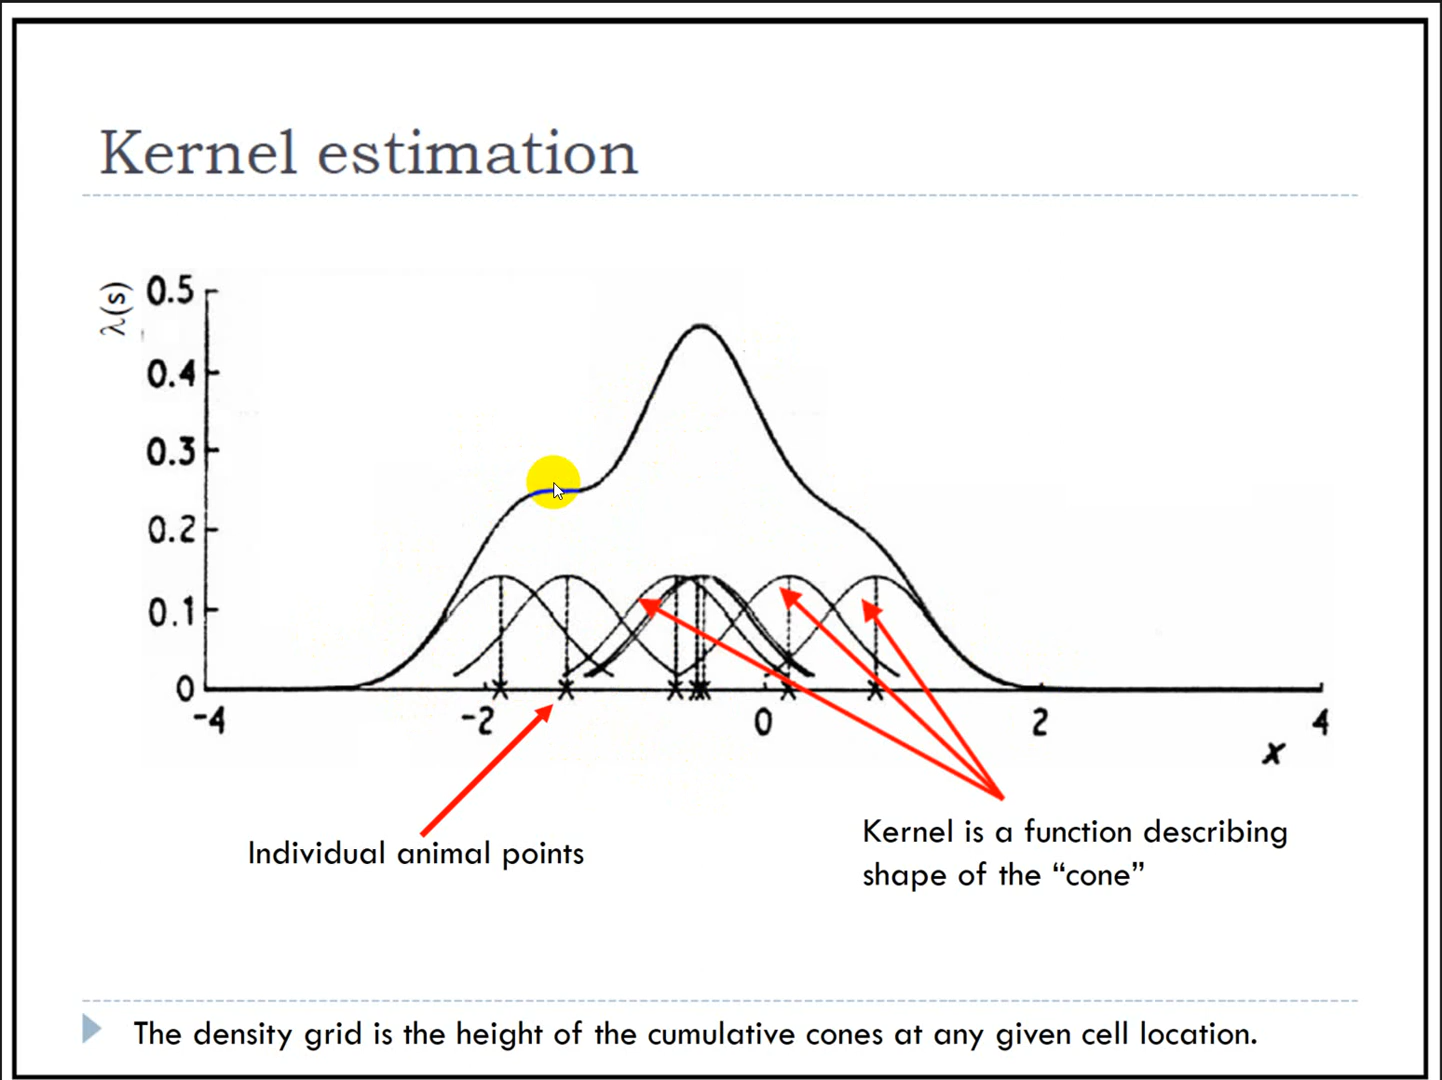 Kernel estimation
λ(s)
0.5
0.4
0.3
0.2
0.1
0
-4
-2
0
2
4
x
Individual animal points
Kernel is a function describing
shape of the “cone”
The density grid is the height of the cumulative cones at any given cell location.